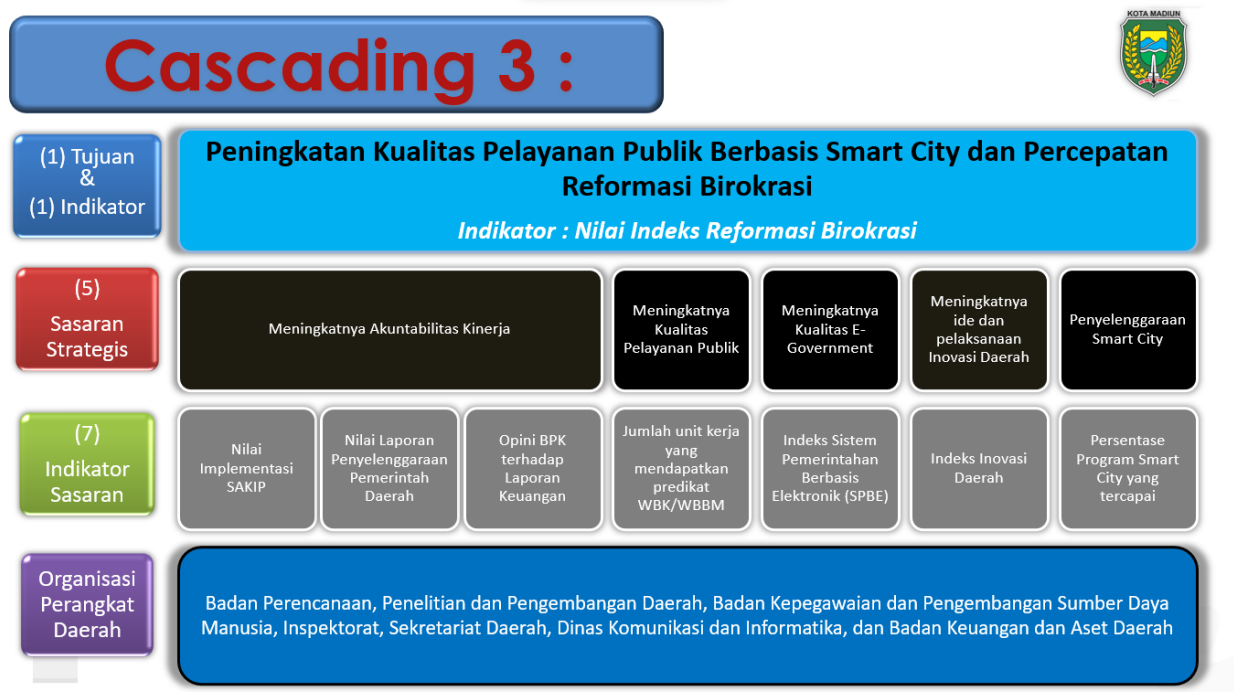 KOTA MADIUN
Cascading 3 :
(1) Tujuan
&
(1) Indikator
Peningkatan Kualitas Pelayanan Publik Berbasis Smart City dan Percepatan
Reformasi Birokrasi
Indikator : Nilai Indeks Reformasi Birokrasi
(5)
Sasaran
Strategis
Meningkatnya Akuntabilitas Kinerja
Meningkatnya
Kualitas
Pelayanan Publik
Meningkatnya
Kualitas E-
Government
Meningkatnya
ide dan
pelaksanaan
Inovasi Daerah
Penyelenggaraan
Smart City
(7)
Indikator
Sasaran
Nilai
Implementasi
SAKIP
Nilai Laporan
Penyelenggaraan
Pemerintah
Daerah
Opini BPK
terhadap
Laporan
Keuangan
Jumlah unit kerja
yang
mendapatkan
predikat
WBK/WBBM
Indeks Sistem
Pemerintahan
Berbasis
Elektronik (SPBE)
Indeks Inovasi
Daerah
Persentase
Program Smart
City yang
tercapai
Organisasi
Perangkat
Daerah
Badan Perencanaan, Penelitian dan Pengembangan Daerah, Badan Kepegawaian dan Pengembangan Sumber Daya
Manusia, Inspektorat, Sekretariat Daerah, Dinas Komunikasi dan Informatika, dan Badan Keuangan dan Aset Daerah